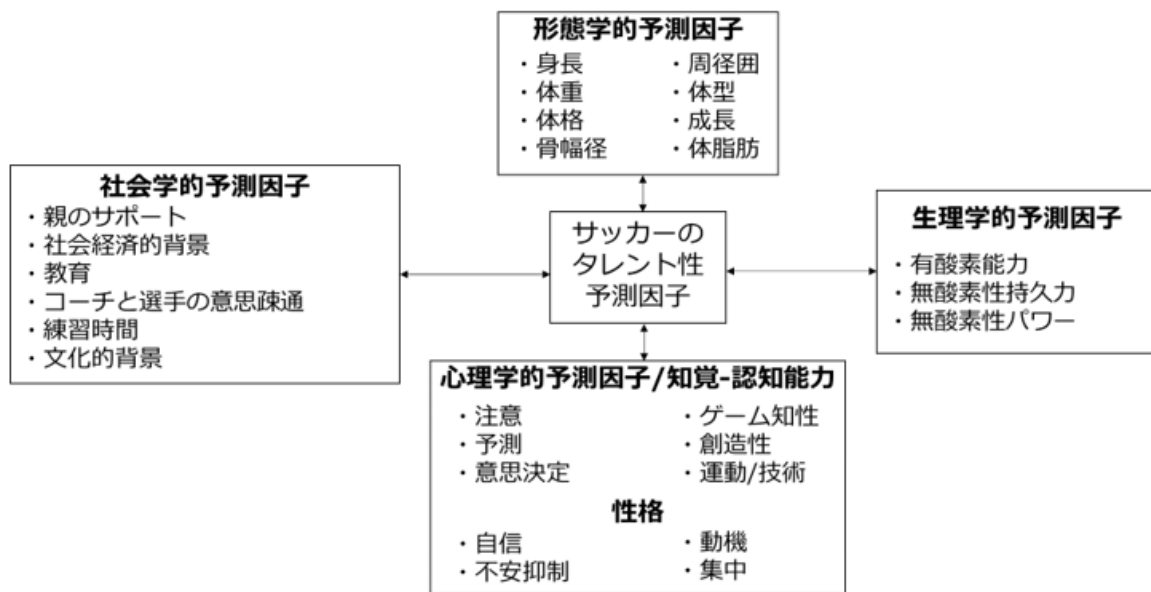 形態学的予測因子
・身長 ・周径囲
・体重 ・体型
・体格 ・成長
・骨幅径 ・体脂肪
社会学的予測因子
・親のサポート
・社会経済的背景
・教育
・コーチと選手の意思疎通
・練習時間
・文化的背景
サッカーの
タレント性
予測因子
生理学的予測因子
・有酸素能力
・無酸素性持久力
・無酸素性パワー
心理学的予測因子/知覚-認知能力
・注意 ・ゲーム知性
・予測 ・創造性
・意思決定 ・運動/技術
性格
・自信 ・動機
・不安抑制 ・集中